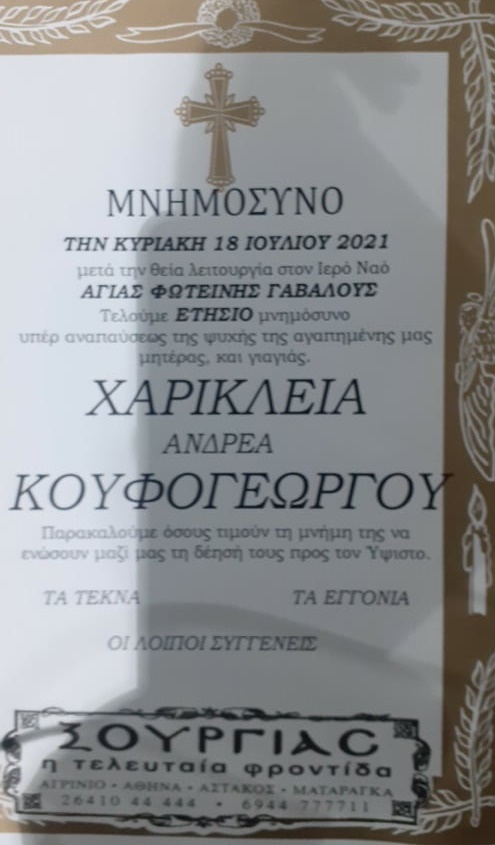 ΜΝΗΜΟΣΥΝΟ
ΤΗΝ ΚΥΡΙΑΚΗ 18 ΙΟΥΛΙΟΥ 2021
μετά την θεία λειτουργία στον Ιερό Ναό
ΑΓΙΑΣ ΦΩΤΕΙΝΗΣ ΓΑΒΑΛΟΥΣ
Τελούμε ΕΤΗΣΙΟ μνημόσυνο
υπέρ αναπαύσεως της ψυχής της αγαπημένης μας
μητέρας, και γιαγιάς.
ΧΑΡΙΚΛΕΙΑ
ΑΝΔΡΕΑ
ΚΟΥΦΟΓΕΩΡΓΟΥ
Παρακαλούμε όσους τιμούν τη μνήμη της να
ενώσουν μαζί μας τη δέησή τους προς τον Ύψιστο.
ΤΑ ΤΕΚΝΑ ΤΑ ΕΓΓΟΝΙΑ
ΟΙ ΛΟΙΠΟΙ ΣΥΓΓΕΝΕΙΣ
ΣΟΥΡΓΙΑC
η τελευταία φροντίδα
ΑΓΡΙΝΙΟ • ΑΘΗΝΑ • ΑΣΤΑΚΟΣ • ΜΑΤΑΡΑΓΚΑ
26410 44 444 • 6944 777711